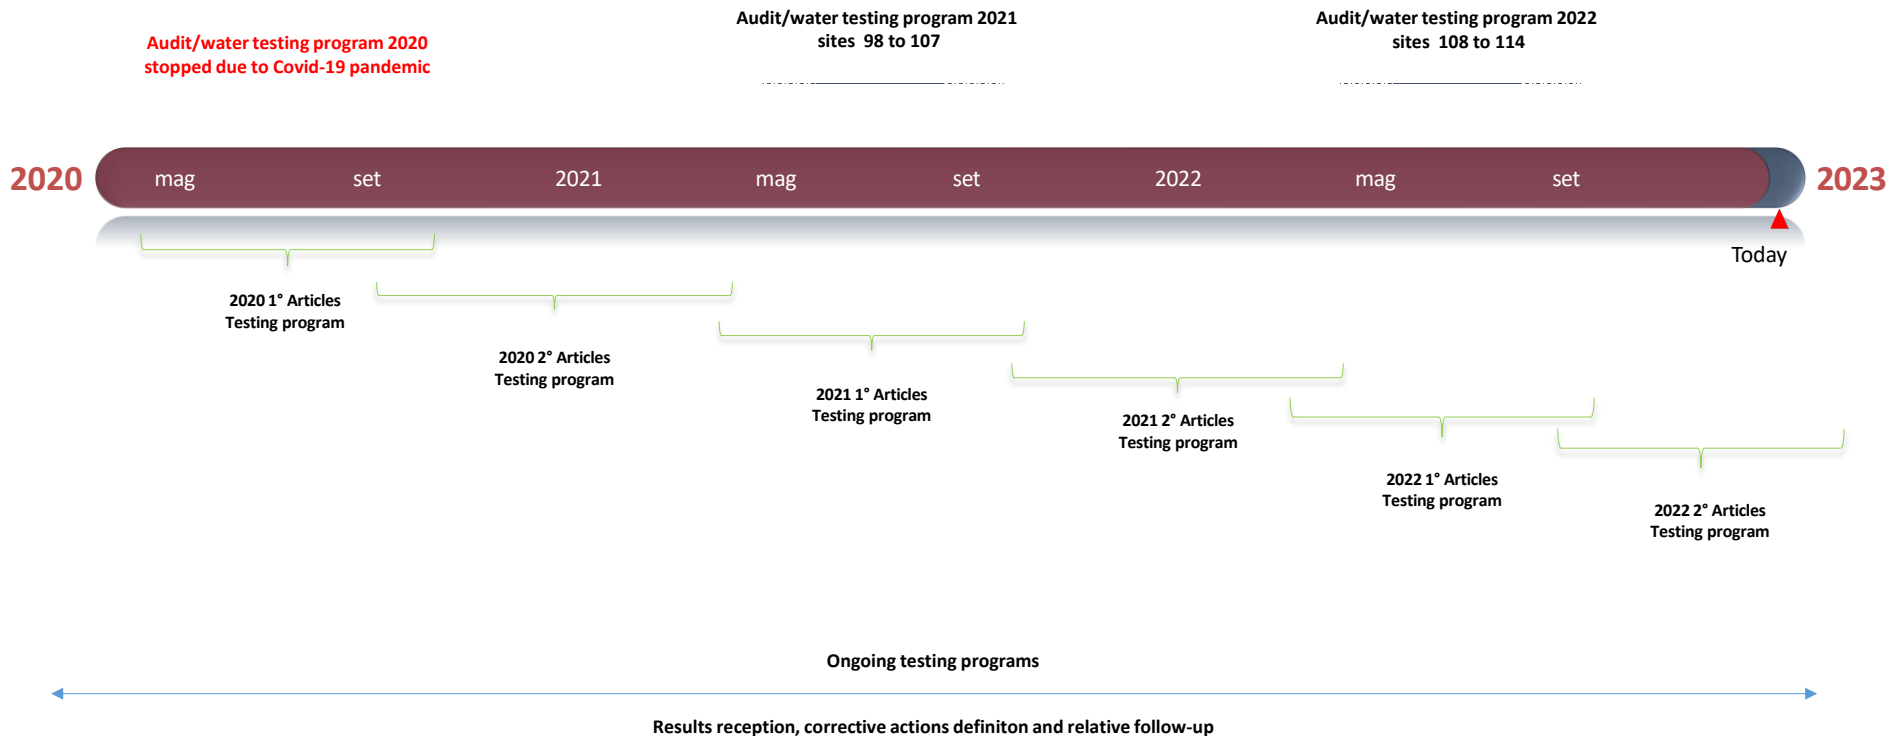 Audit/water testing program 2020
stopped due to Covid-19 pandemic
Audit/water testing program 2021
sites 98 to 107
Audit/water testing program 2022
sites 108 to 114
2020
mag
set
2021
mag
set
2022
mag
set
2023
Today
2020 1° Articles
Testing program
2020 2° Articles
Testing program
2021 1° Articles
Testing program
2021 2° Articles
Testing program
2022 1° Articles
Testing program
2022 2° Articles
Testing program
Ongoing testing programs
Results reception, corrective actions definiton and relative follow-up